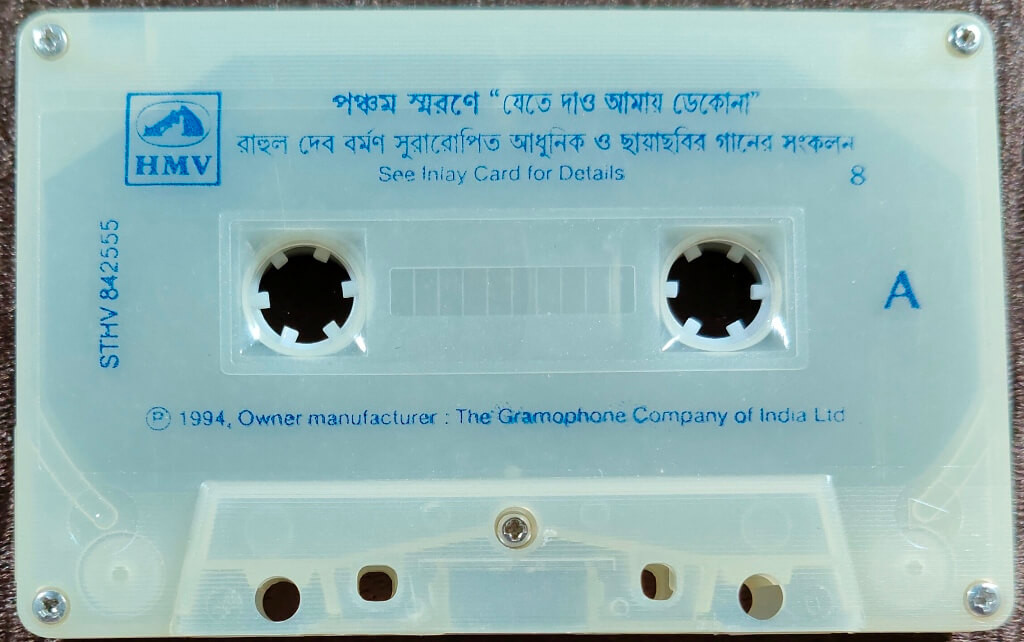 পঞ্চম স্মরণে “যেতে দাও আমায় ডেকোনা”
রাহুল দেব বর্মণ সুরারোপিত আধুনিক ও ছায়াছবির গানের সংকলন
See Inlay Card for Details
8
HMV
STHV 842555
A
Ⓟ 1994, Owner manufacturer : The Gramophone Company of India Ltd